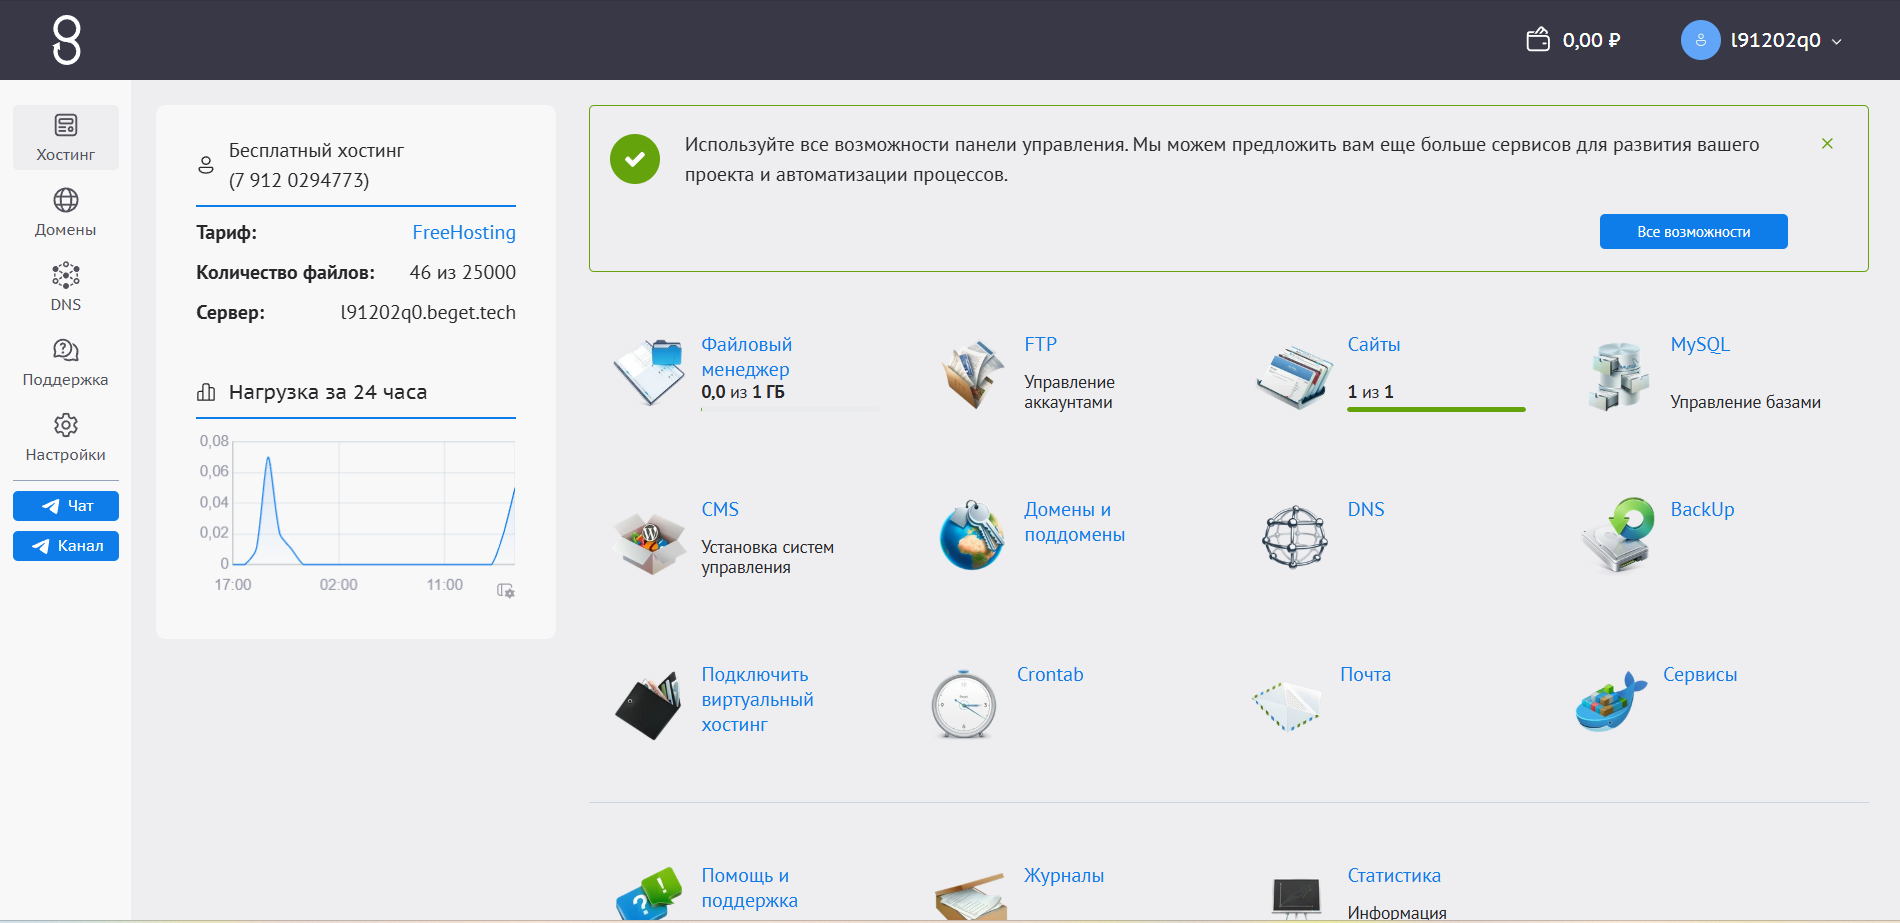 0,00 ₽
l91202q0
Хостинг
Домены
DNS
Поддержка
Настройки
Чат
Канал
Бесплатный хостинг
(7 912 0294773)
Тариф: FreeHosting
Количество файлов: 46 из 25000
Сервер: l91202q0.beget.tech
Нагрузка за 24 часа
0,08
0,06
0,04
0,02
0
17:00 02:00 11:00
Используйте все возможности панели управления. Мы можем предложить вам еще больше сервисов для развития вашего
проекта и автоматизации процессов.
Все возможности
Файловый
менеджер
0,0 из 1 ГБ
FTP
Управление
аккаунтами
Сайты
1 из 1
MySQL
Управление базами
CMS
Установка систем
управления
Домены и
поддомены
DNS
BackUp
Подключить
виртуальный
хостинг
Crontab
Почта
Сервисы
Помощь и
поддержка
Журналы
Статистика
Информация